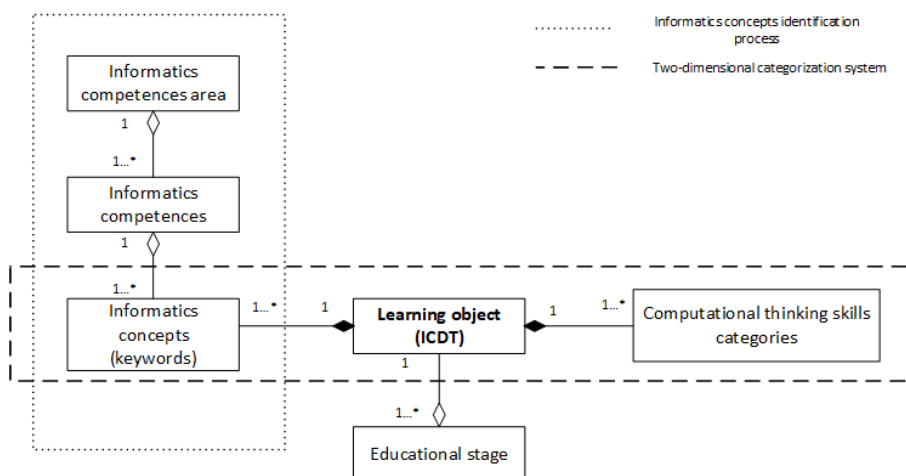 Informatics concepts identification
process
Two-dimensional categorization system
Informatics
competences area
1
1...*
Informatics
competences
1
1...*
Informatics
concepts
(keywords)
1...*
1
Learning object
(ICDT)
1
1...*
Computational thinking skills
categories
1
1...*
Educational stage